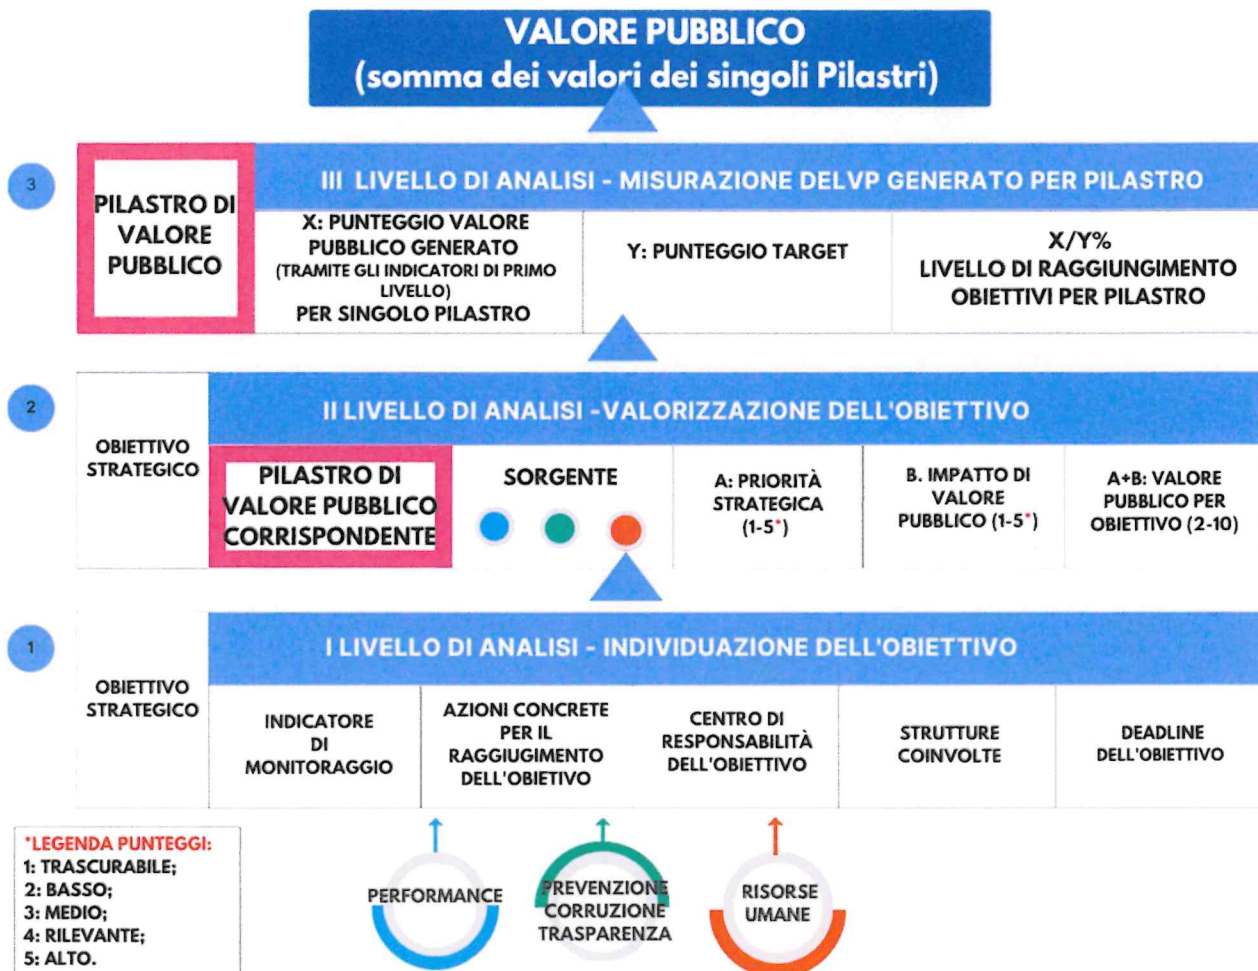 VALORE PUBBLICO
(somma dei valori dei singoli Pilastri)
3
PILASTRO DI
VALORE
PUBBLICO
III LIVELLO DI ANALISI - MISURAZIONE DELVP GENERATO PER PILASTRO
X: PUNTEGGIO VALORE
PUBBLICO GENERATO
(TRAMITE GLI INDICATORI DI PRIMO
LIVELLO)
PER SINGOLO PILASTRO
Y: PUNTEGGIO TARGET
X/Y%
LIVELLO DI RAGGIUNGIMENTO
OBIETTIVI PER PILASTRO
2
OBIETTIVO
STRATEGICO
II LIVELLO DI ANALISI -VALORIZZAZIONE DELL'OBIETTIVO
PILASTRO DI
VALORE PUBBLICO
CORRISPONDENTE
SORGENTE
A: PRIORITÀ
STRATEGICA
(1-5*)
B. IMPATTO DI
VALORE
PUBBLICO (1-5*)
A+B: VALORE
PUBBLICO PER
OBIETTIVO (2-10)
1
OBIETTIVO
STRATEGICO
I LIVELLO DI ANALISI - INDIVIDUAZIONE DELL'OBIETTIVO
INDICATORE
DI
MONITORAGGIO
AZIONI CONCRETE
PER IL
RAGGIUGIMENTO
DELL'OBIETIVO
CENTRO DI
RESPONSABILITÀ
DELL'OBIETTIVO
STRUTTURE
COINVOLTE
DEADLINE
DELL'OBIETTIVO
*LEGENDA PUNTEGGI:
1: TRASCURABILE;
2: BASSO;
3: MEDIO;
4: RILEVANTE;
5: ALTO.
PERFORMANCE
PREVENZIONE
CORRUZIONE
TRASPARENZA
RISORSE
UMANE